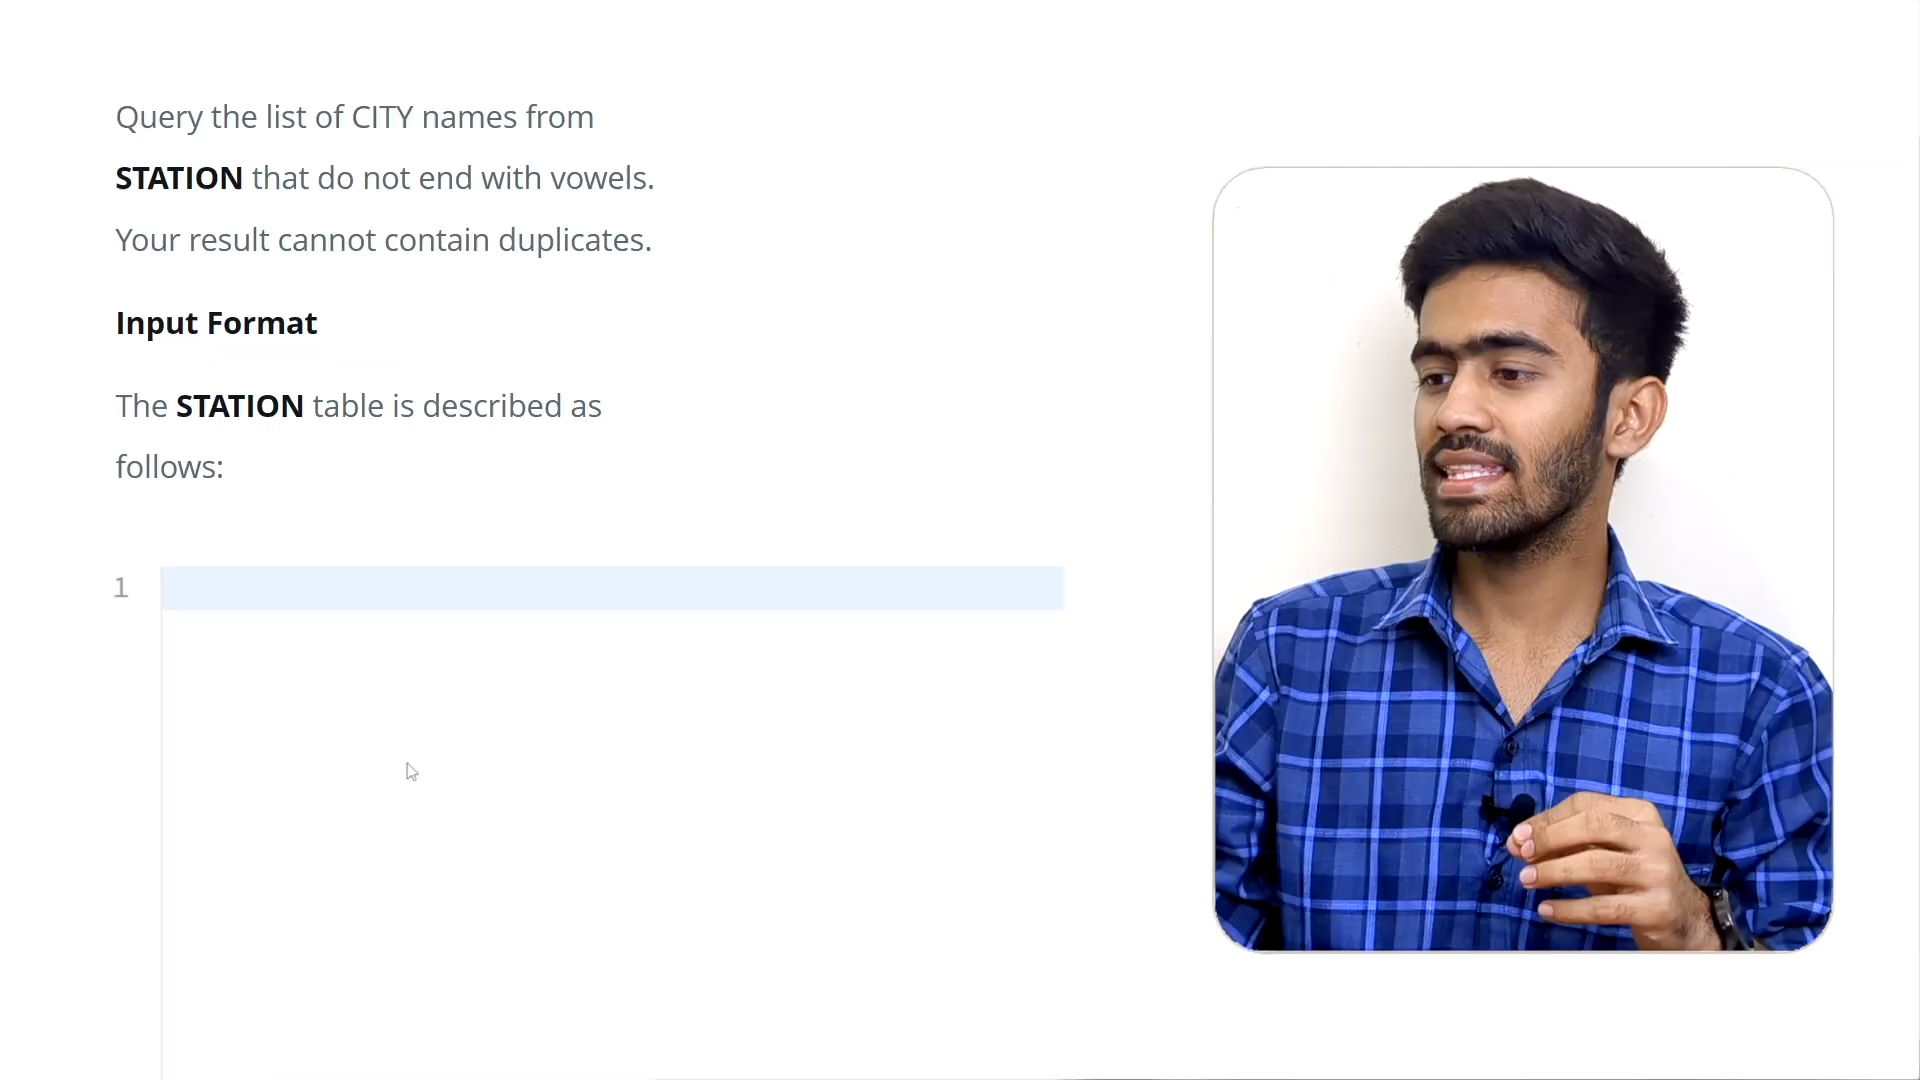 Query the list of CITY names from
STATION that do not end with vowels.
Your result cannot contain duplicates.
Input Format
The STATION table is described as
follows:
1